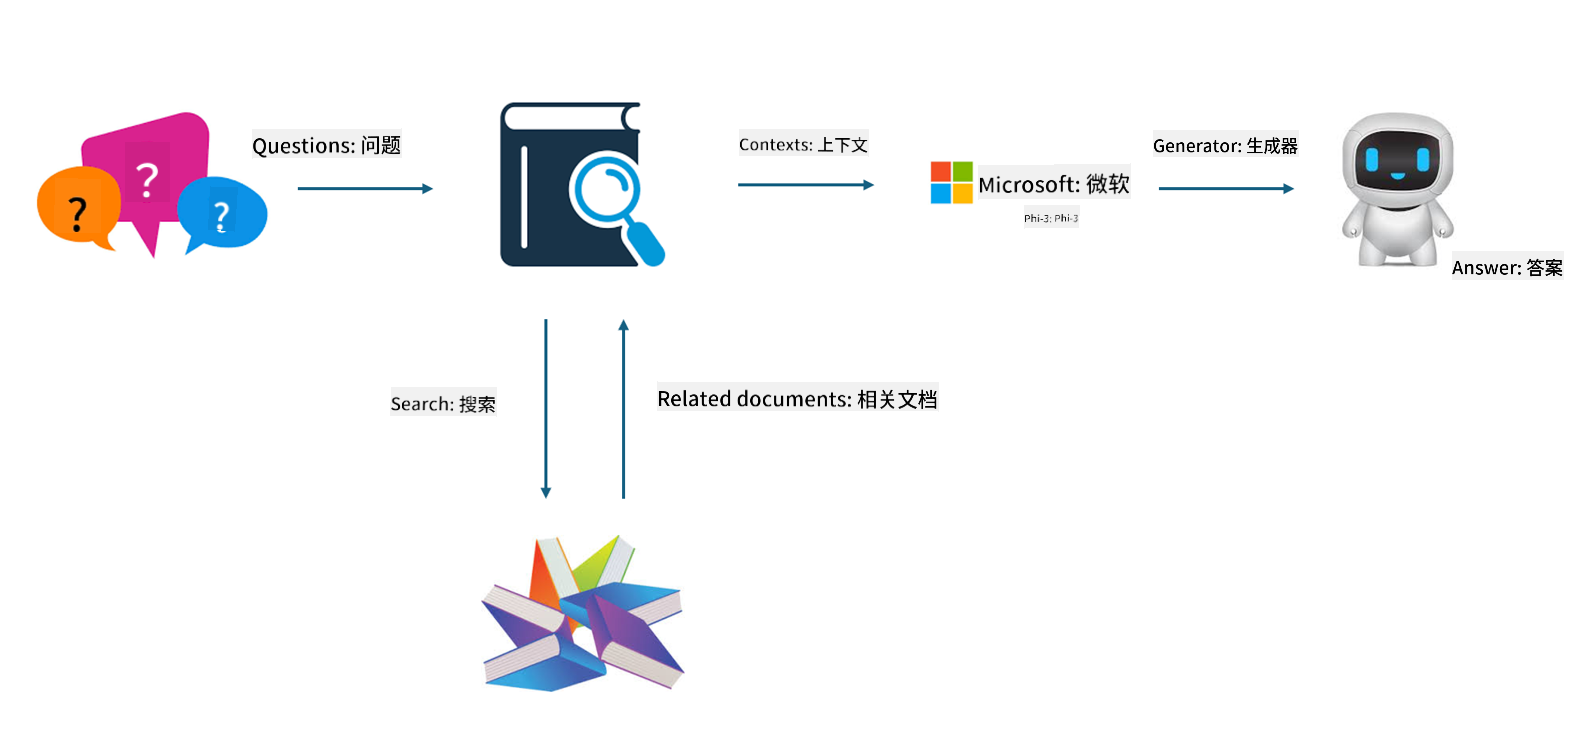 ?
?
?
Questions: 问题
Contexts: 上下文
Microsoft: 微软
Phi-3: Phi-3
Generator: 生成器
Answer: 答案
Search: 搜索
Related documents: 相关文档